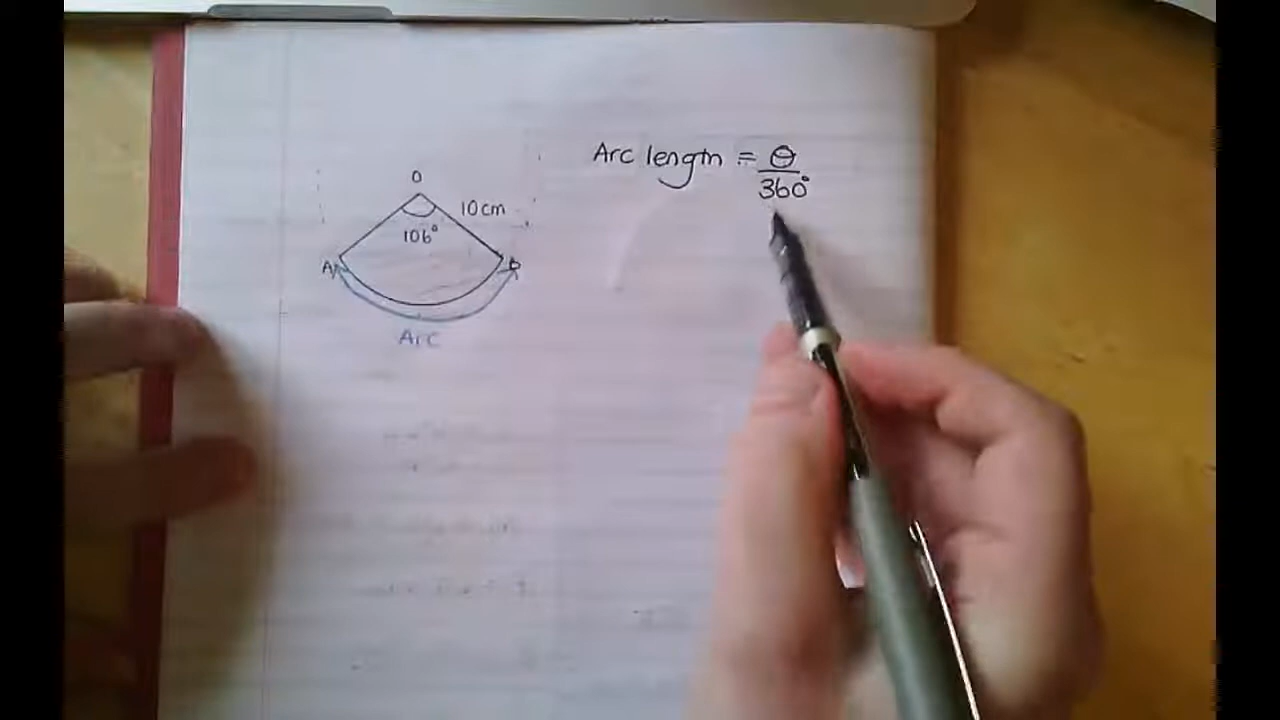 Arc length = θ/360°
O
10cm
106°
A
B
Arc